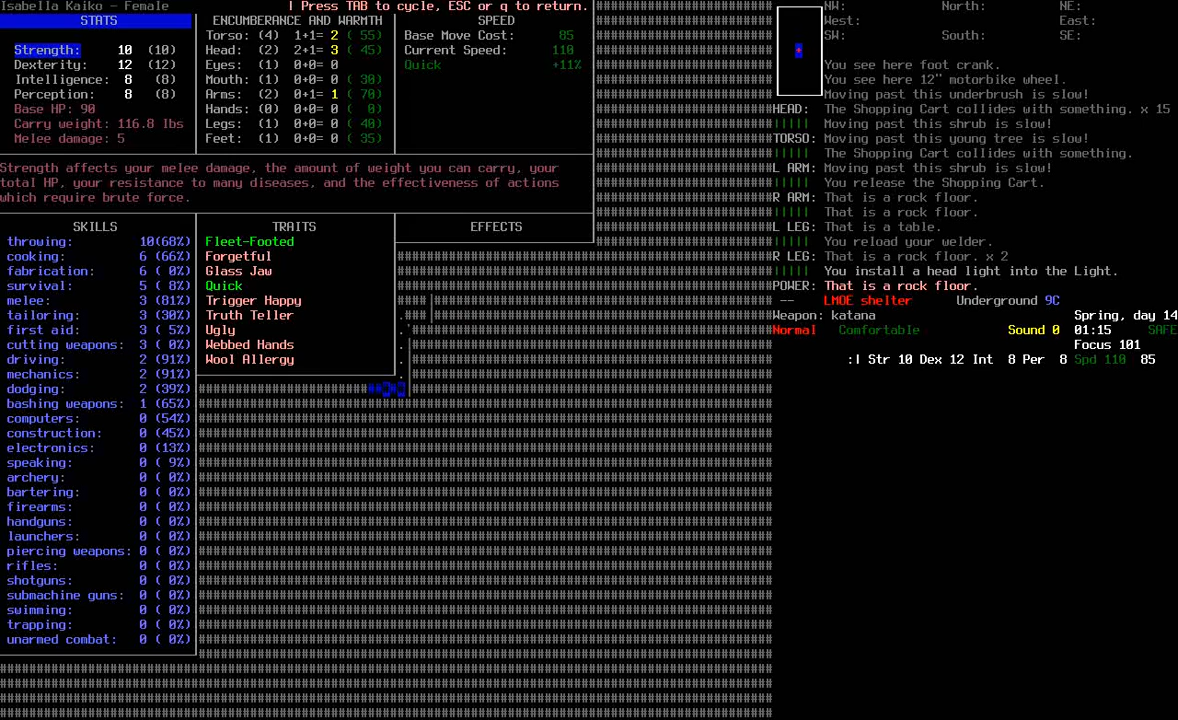 Isabella Kaiko - Female
| Press TAB to cycle, ESC or q to return.
STATS
Strength: 10 (10)
Dexterity: 12 (12)
Intelligence: 8 (8)
Perception: 8 (8)
Base HP: 90
Carry weight: 116.8 lbs
Melee damage: 5
ENCUMBERANCE AND WARMTH
Torso: (4) 1+1= 2 ( 55)
Head: (2) 2+1= 3 ( 45)
Eyes: (1) 0+0= 0
Mouth: (1) 0+0= 0 ( 30)
Arms: (2) 0+1= 1 ( 70)
Hands: (0) 0+0= 0 ( 0)
Legs: (1) 0+0= 0 ( 40)
Feet: (1) 0+0= 0 ( 35)
SPEED
Base Move Cost: 85
Current Speed: 110
Quick +11%
Strength affects your melee damage, the amount of weight you can carry, your
total HP, your resistance to many diseases, and the effectiveness of actions
which require brute force.
SKILLS
throwing: 10(68%)
cooking: 6 (66%)
fabrication: 6 ( 0%)
survival: 5 ( 8%)
melee: 3 (81%)
tailoring: 3 (30%)
first aid: 3 ( 5%)
cutting weapons: 3 ( 0%)
driving: 2 (91%)
mechanics: 2 (91%)
dodging: 2 (39%)
bashing weapons: 1 (65%)
computers: 0 (54%)
construction: 0 (45%)
electronics: 0 (13%)
speaking: 0 ( 9%)
archery: 0 ( 0%)
bartering: 0 ( 0%)
firearms: 0 ( 0%)
handguns: 0 ( 0%)
launchers: 0 ( 0%)
piercing weapons: 0 ( 0%)
rifles: 0 ( 0%)
shotguns: 0 ( 0%)
submachine guns: 0 ( 0%)
swimming: 0 ( 0%)
trapping: 0 ( 0%)
unarmed combat: 0 ( 0%)
TRAITS
Fleet-Footed
Forgetful
Glass Jaw
Quick
Trigger Happy
Truth Teller
Ugly
Webbed Hands
Wool Allergy
EFFECTS
NW: North: NE:
West: East:
SW: South: SE:
You see here foot crank.
You see here 12" motorbike wheel.
Moving past this underbrush is slow!
HEAD: The Shopping Cart collides with something. x 15
||||| Moving past this shrub is slow!
TORSO: Moving past this young tree is slow!
||||| The Shopping Cart collides with something.
L ARM: Moving past this shrub is slow!
||||| You release the Shopping Cart.
R ARM: That is a rock floor.
||||| That is a rock floor.
L LEG: That is a table.
||||| You reload your welder.
R LEG: That is a rock floor. x 2
||||| You install a head light into the Light.
POWER: That is a rock floor.
-- LMOE shelter Underground 9C
Weapon: katana Spring, day 14
Normal Comfortable Sound 0 01:15 SAFE
Focus 101
:| Str 10 Dex 12 Int 8 Per 8 Spd 110 85